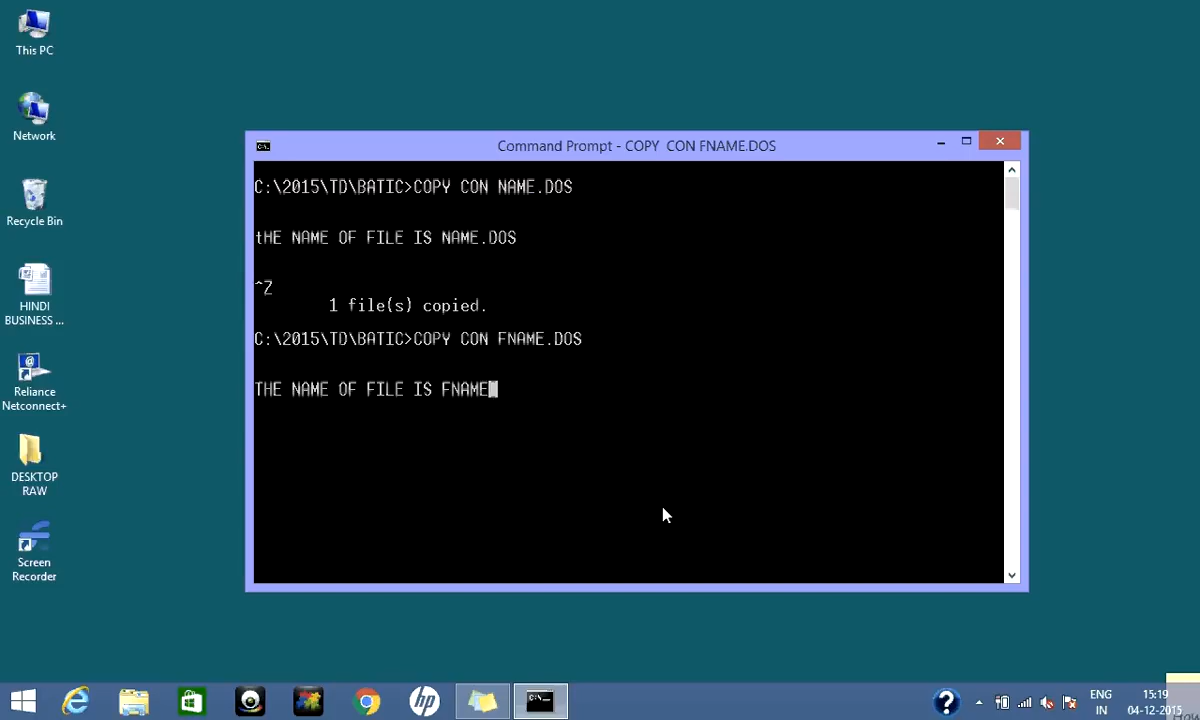 This PC
Network
Recycle Bin
HINDI
BUSINESS ...
Reliance
Netconnect+
DESKTOP
RAW
Screen
Recorder
Command Prompt - COPY  CON FNAME.DOS
C:\2015\TD\BATIC>COPY CON NAME.DOS
tHE NAME OF FILE IS NAME.DOS
^Z
1 file(s) copied.
C:\2015\TD\BATIC>COPY CON FNAME.DOS
THE NAME OF FILE IS FNAME
hp
ENG
IN
15:19
04-12-2015